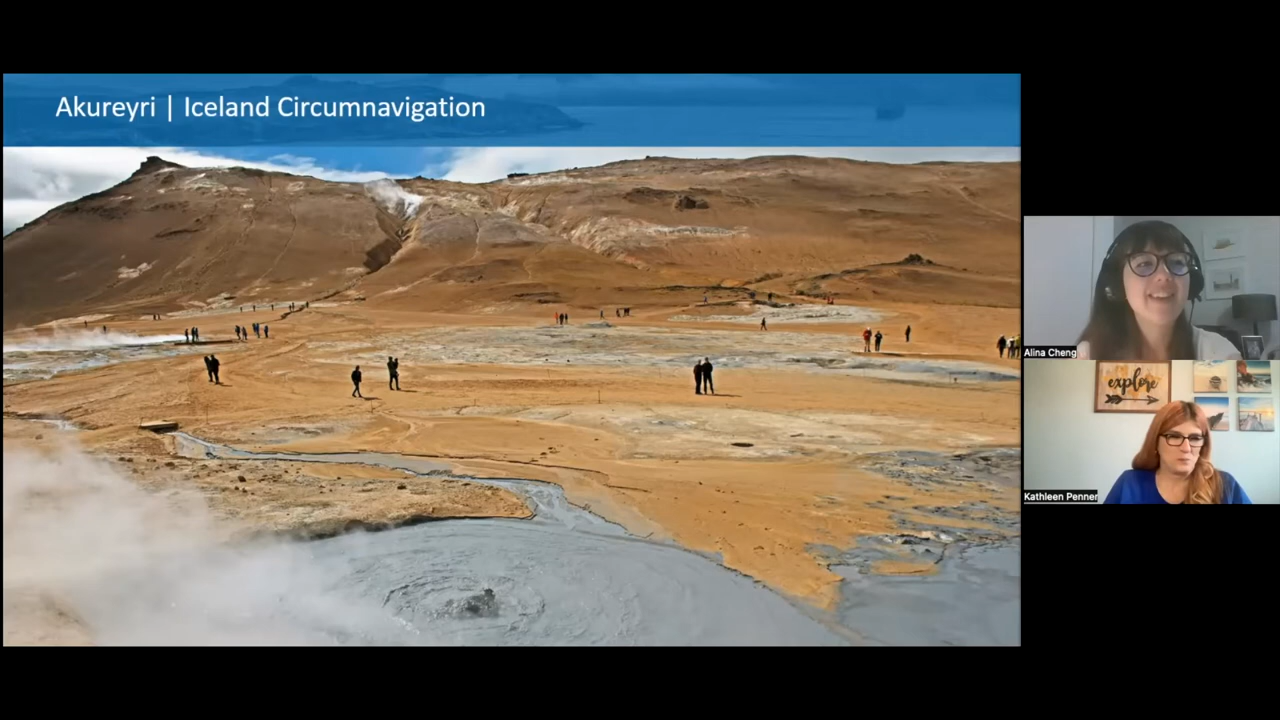 Akureyri | Iceland Circumnavigation
Alina Cheng
explore
Kathleen Penner